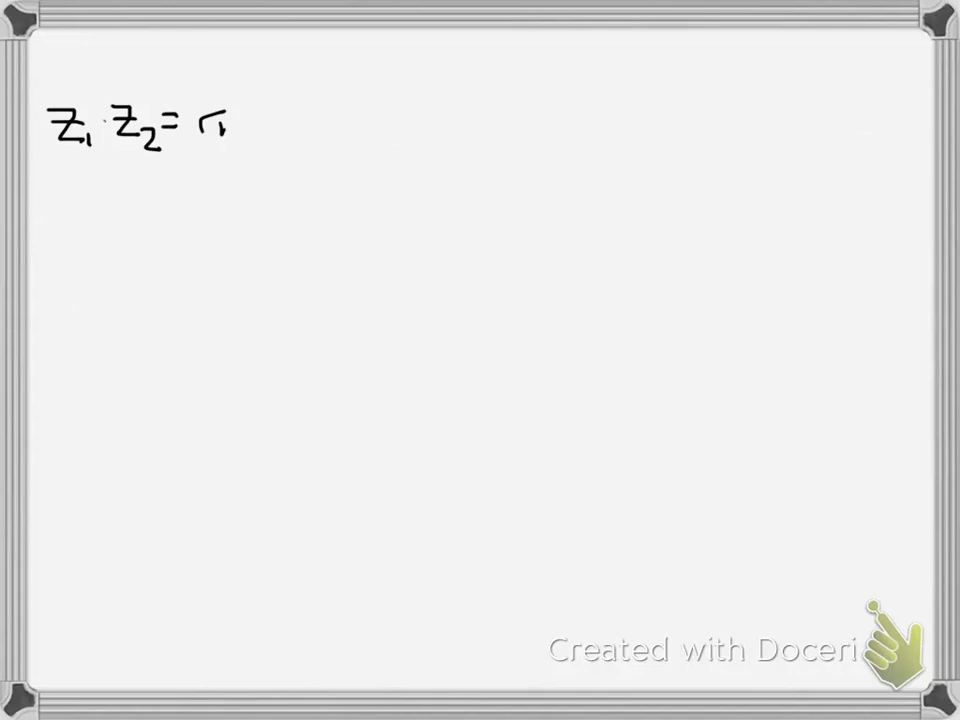 z₁ · z₂ = r₁
Created with Doceri